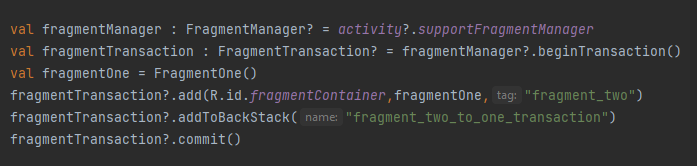 val fragmentManager : FragmentManager? = activity?.supportFragmentManager
val fragmentTransaction : FragmentTransaction? = fragmentManager?.beginTransaction()
val fragmentOne = FragmentOne()
fragmentTransaction?.add(R.id.fragmentContainer,fragmentOne, tag: "fragment_two")
fragmentTransaction?.addToBackStack( name: "fragment_two_to_one_transaction")
fragmentTransaction?.commit()